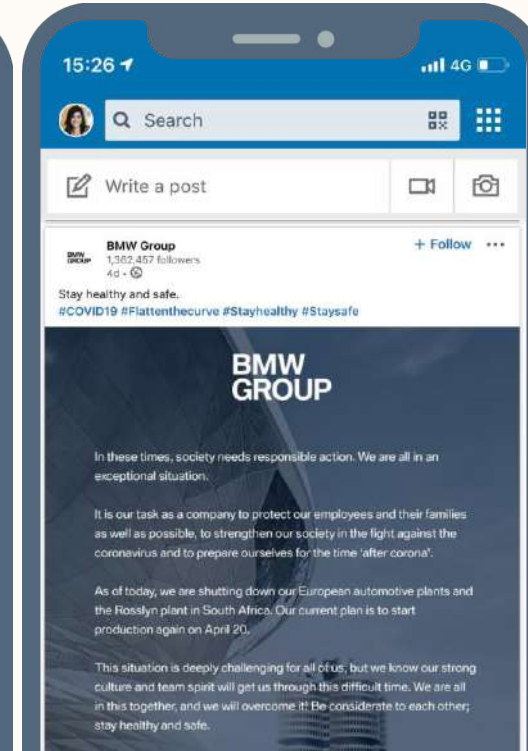 15:26
4G
Search
Write a post
BMW
GROUP
BMW Group
1,362,457 followers
4d •
+ Follow
Stay healthy and safe.
#COVID19 #Flattenthecurve #Stayhealthy #Staysafe
BMW
GROUP
In these times, society needs responsible action. We are all in an
exceptional situation.
It is our task as a company to protect our employees and their families
as well as possible, to strengthen our society in the fight against the
coronavirus and to prepare ourselves for the time 'after corona'.
As of today, we are shutting down our European automotive plants and
the Rosslyn plant in South Africa. Our current plan is to start
production again on April 20.
This situation is deeply challenging for all of us, but we know our strong
culture and team spirit will get us through this difficult time. We are all
in this together, and we will overcome it! Be considerate to each other;
stay healthy and safe.